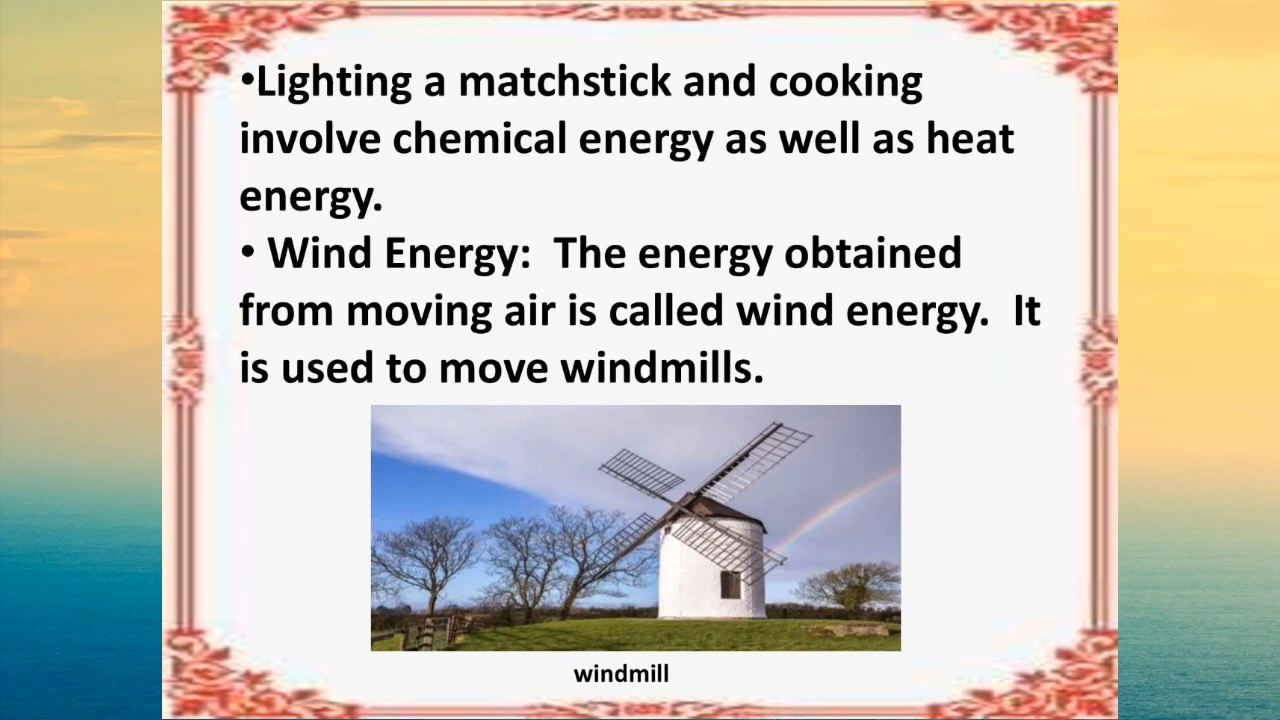 •Lighting a matchstick and cooking
involve chemical energy as well as heat
energy.
• Wind Energy:  The energy obtained
from moving air is called wind energy.  It
is used to move windmills.
windmill